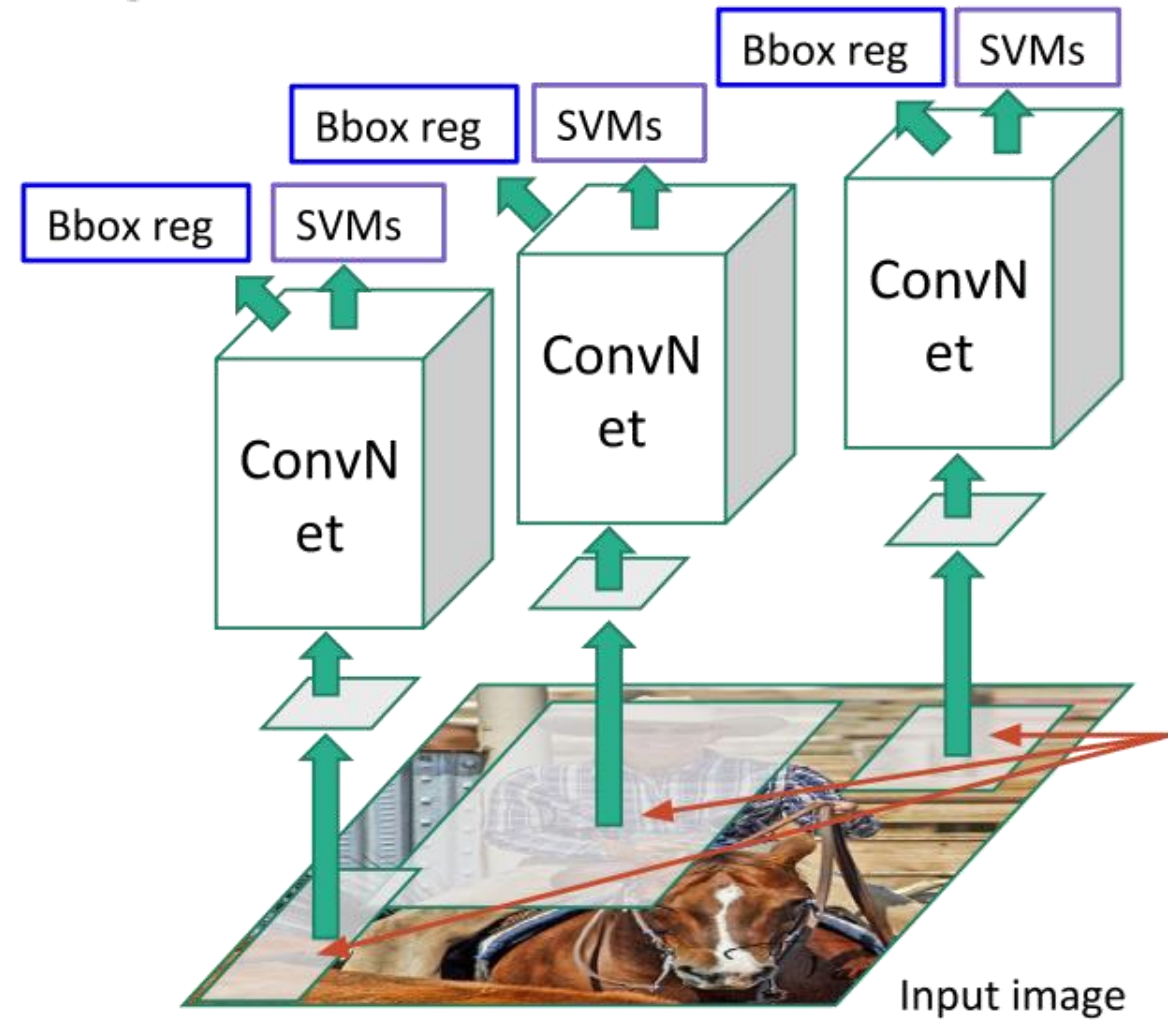 Bbox reg
SVMs
Bbox reg
SVMs
Bbox reg
SVMs
ConvN
et
ConvN
et
ConvN
et
Input image